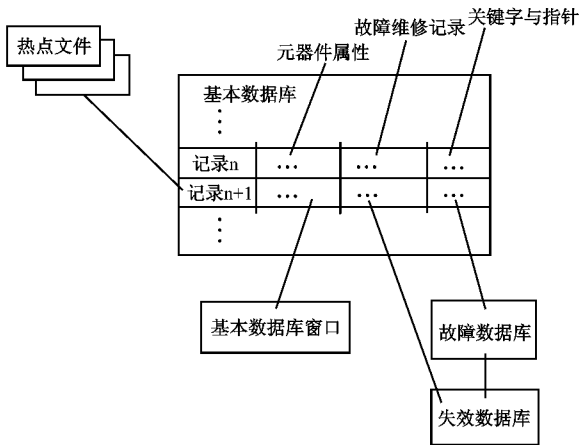 热点文件
元器件属性
故障维修记录
关键字与指针
基本数据库
⋮
记录n … … …
记录n+1 … … …
⋮
基本数据库窗口
故障数据库
失效数据库